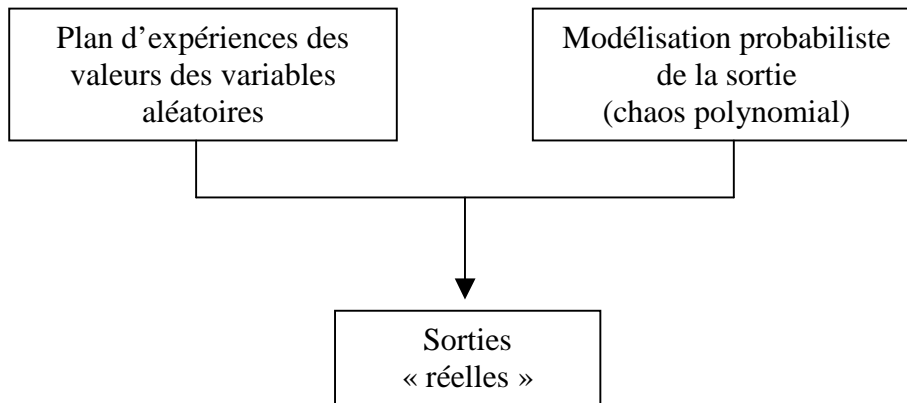 Plan d’expériences des
valeurs des variables
aléatoires
Modélisation probabiliste
de la sortie
(chaos polynomial)
Sorties
« réelles »